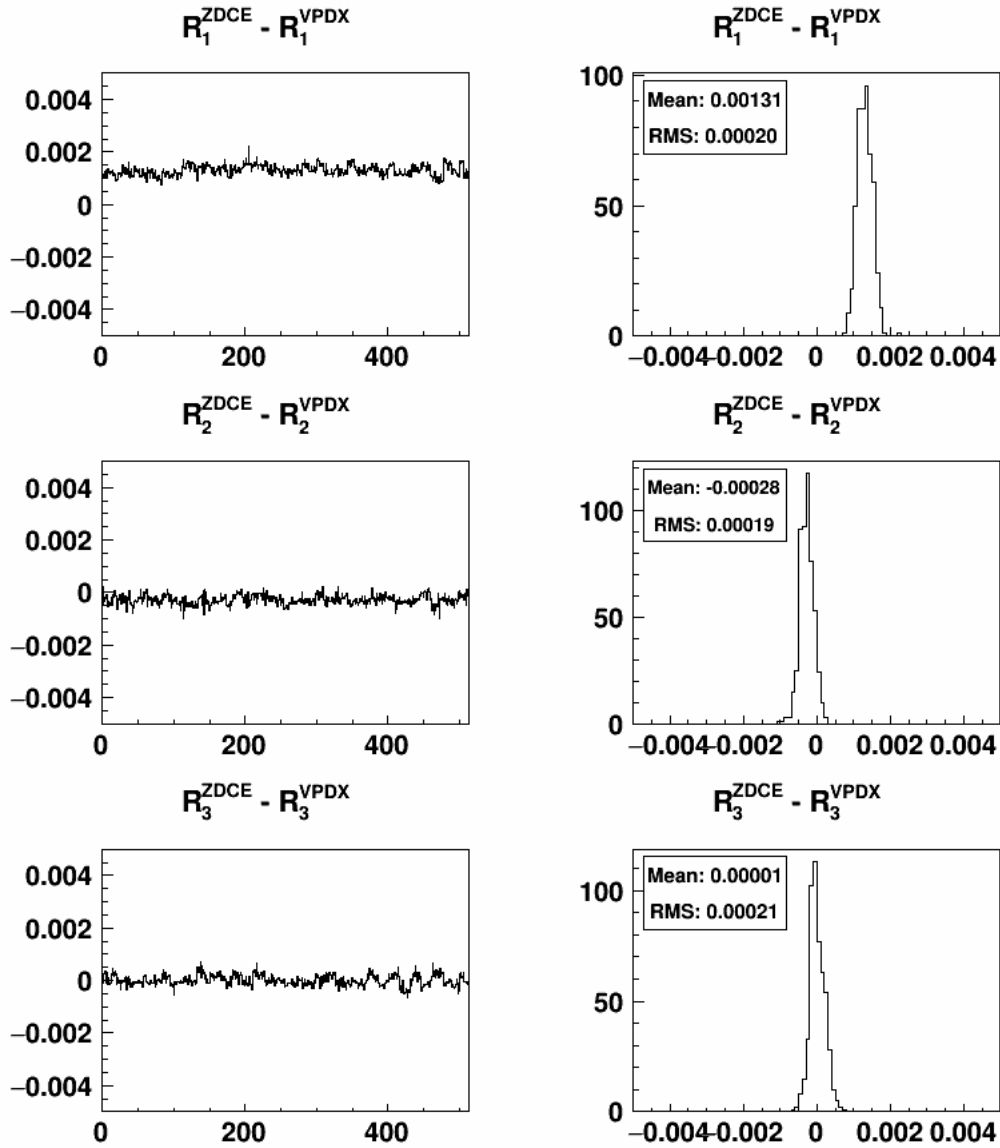 R₁^ZDCE - R₁^VPDX
R₁^ZDCE - R₁^VPDX
0.004
0.002
0
−0.002
−0.004
0 200 400
100
50
0
Mean: 0.00131
RMS: 0.00020
−0.004 -0.002 0 0.002 0.004
R₂^ZDCE - R₂^VPDX
R₂^ZDCE - R₂^VPDX
0.004
0.002
0
−0.002
−0.004
0 200 400
100
50
0
Mean: -0.00028
RMS: 0.00019
−0.004 -0.002 0 0.002 0.004
R₃^ZDCE - R₃^VPDX
R₃^ZDCE - R₃^VPDX
0.004
0.002
0
−0.002
−0.004
0 200 400
100
50
0
Mean: 0.00001
RMS: 0.00021
−0.004 -0.002 0 0.002 0.004